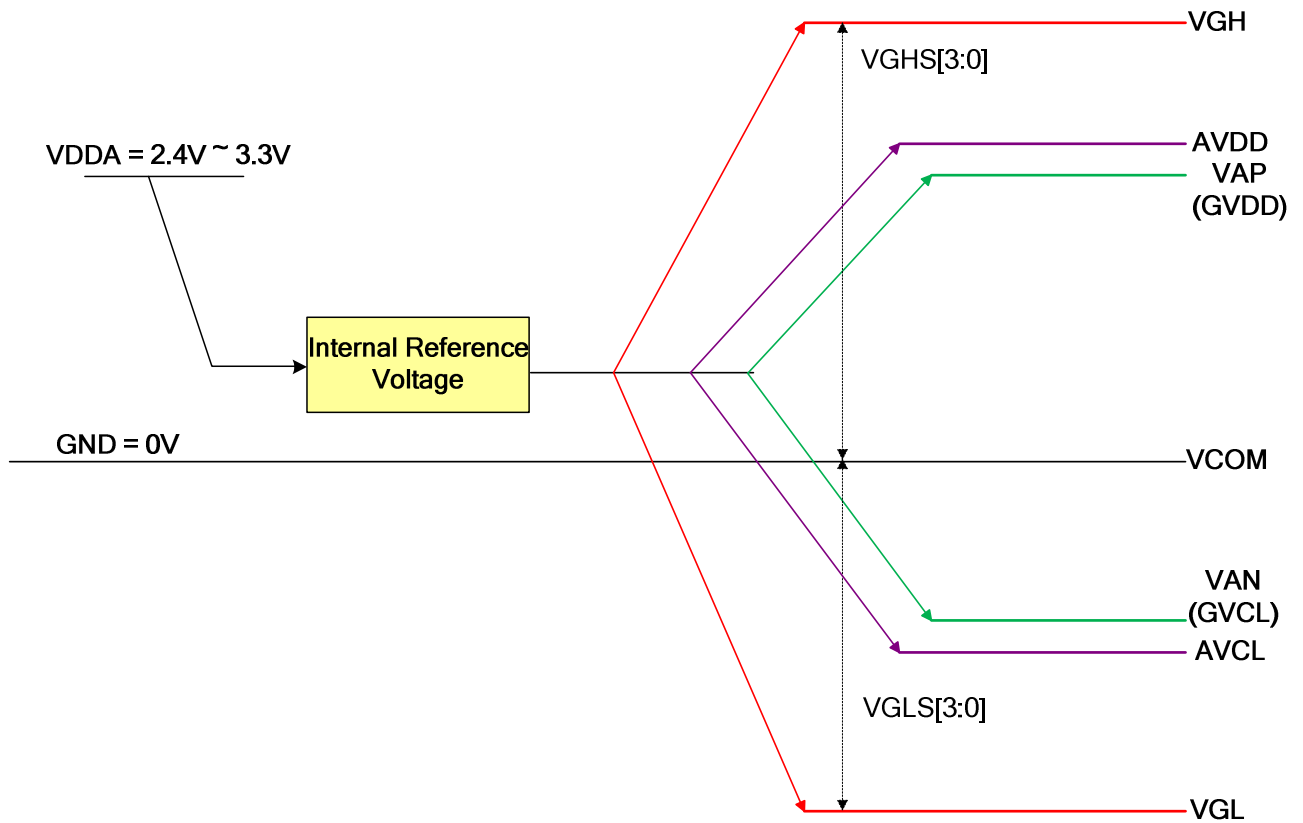 VGH
VGHS[3:0]
AVDD
VDDA = 2.4V ~ 3.3V
VAP
(GVDD)
Internal Reference
Voltage
GND = 0V
VCOM
VAN
(GVCL)
AVCL
VGLS[3:0]
VGL